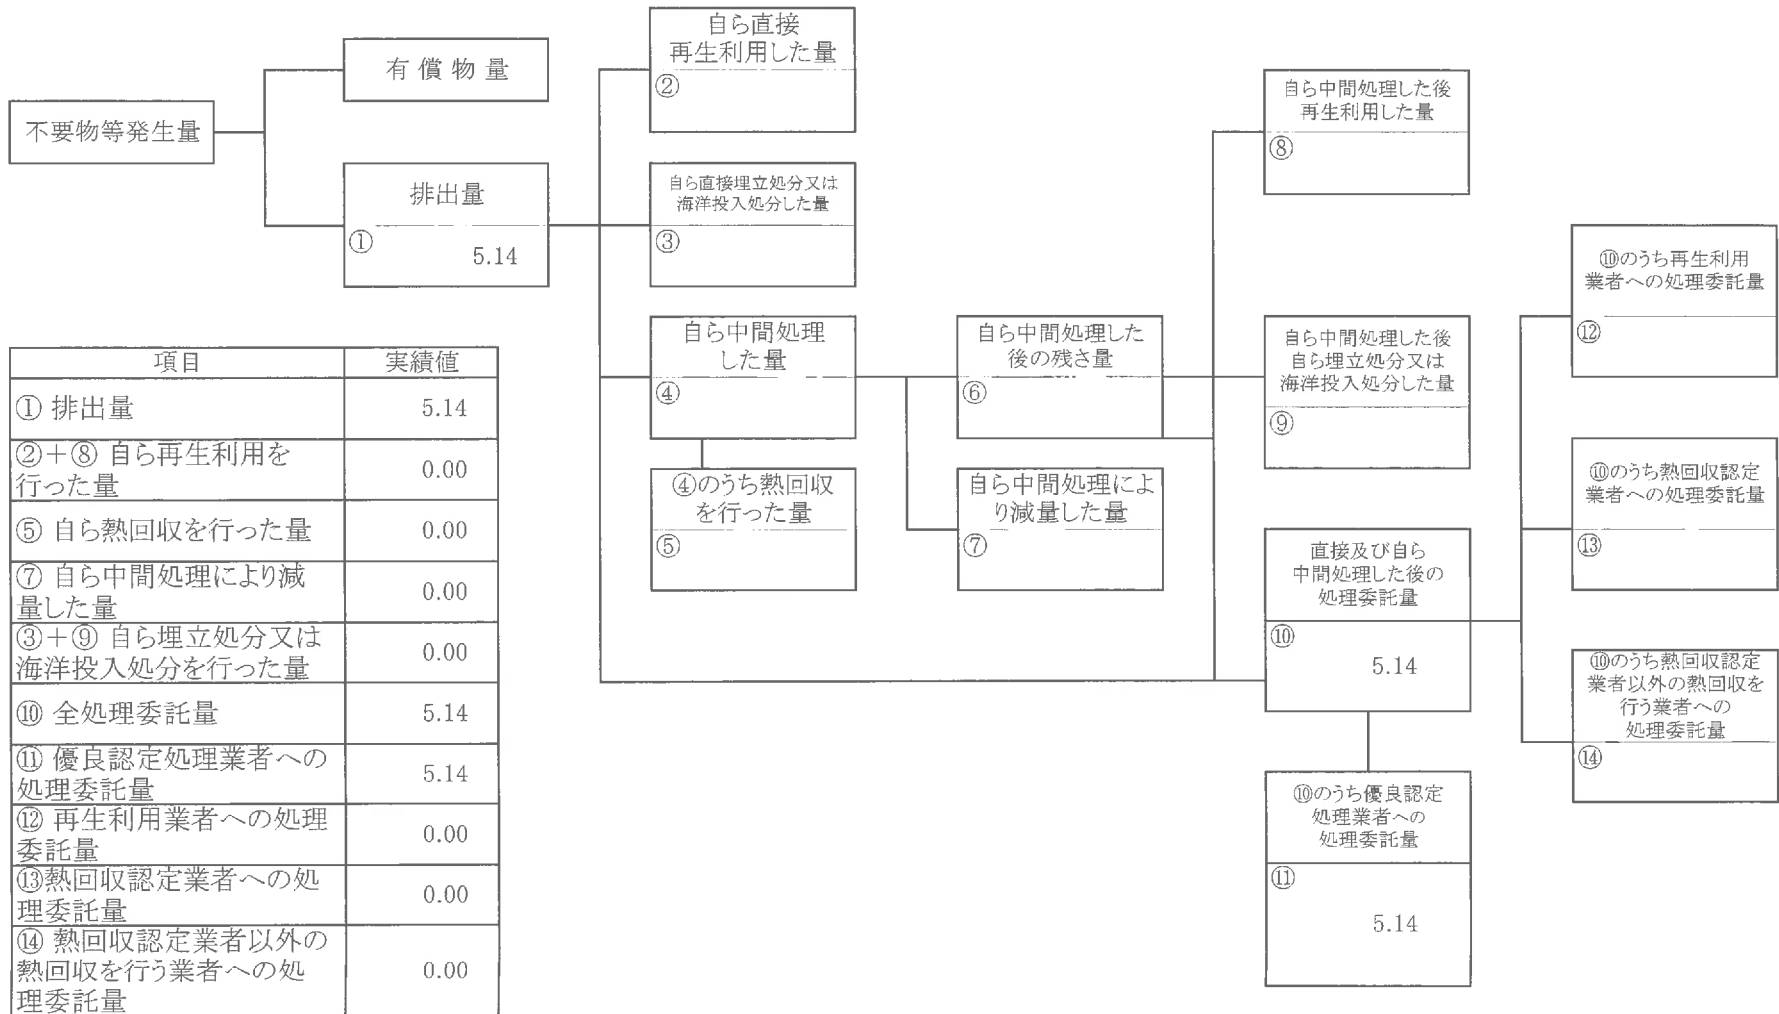 不要物等発生量
有償物量
排出量
①
5.14
自ら直接
再生利用した量
②
自ら直接埋立処分又は
海洋投入処分した量
③
自ら中間処理
した量
④
④のうち熱回収
を行った量
⑤
自ら中間処理した
後の残さ量
⑥
自ら中間処理によ
り減量した量
⑦
自ら中間処理した後
再生利用した量
⑧
自ら中間処理した後
自ら埋立処分又は
海洋投入処分した量
⑨
直接及び自ら
中間処理した後の
処理委託量
⑩
5.14
⑩のうち優良認定
処理業者への
処理委託量
⑪
5.14
⑩のうち再生利用
業者への処理委託量
⑫
⑩のうち熱回収認定
業者への処理委託量
⑬
⑩のうち熱回収認定
業者以外の熱回収を
行う業者への
処理委託量
⑭
項目 実績値
① 排出量 5.14
②+⑧ 自ら再生利用を
行った量 0.00
⑤ 自ら熱回収を行った量 0.00
⑦ 自ら中間処理により減
量した量 0.00
③+⑨ 自ら埋立処分又は
海洋投入処分を行った量 0.00
⑩ 全処理委託量 5.14
⑪ 優良認定処理業者への
処理委託量 5.14
⑫ 再生利用業者への処理
委託量 0.00
⑬熱回収認定業者への処
理委託量 0.00
⑭ 熱回収認定業者以外の
熱回収を行う業者への処
理委託量 0.00